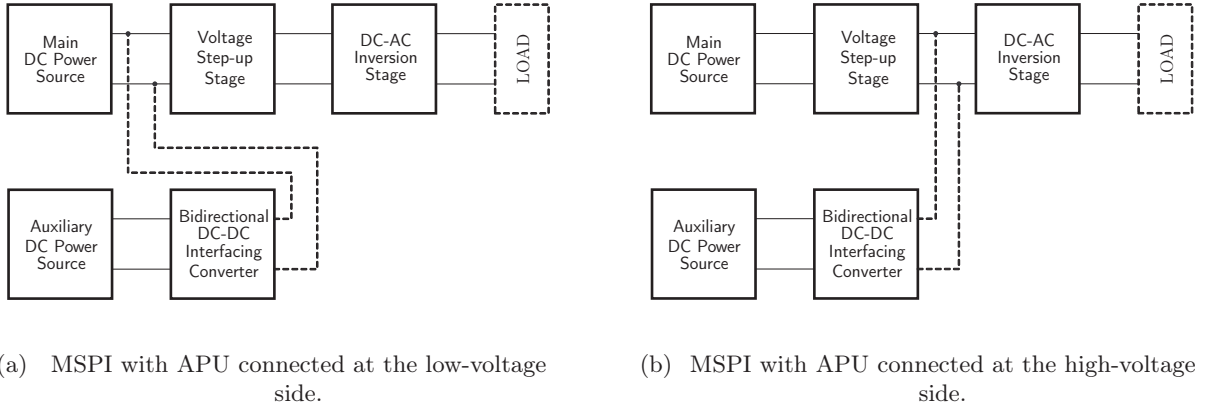 Main
DC Power
Source
Voltage
Step-up
Stage
DC-AC
Inversion
Stage
LOAD
Auxiliary
DC Power
Source
Bidirectional
DC-DC
Interfacing
Converter
a) MSPI with APU connected at the low-voltage
side.
Main
DC Power
Source
Voltage
Step-up
Stage
DC-AC
Inversion
Stage
LOAD
Auxiliary
DC Power
Source
Bidirectional
DC-DC
Interfacing
Converter
(b) MSPI with APU connected at the high-voltage
side.